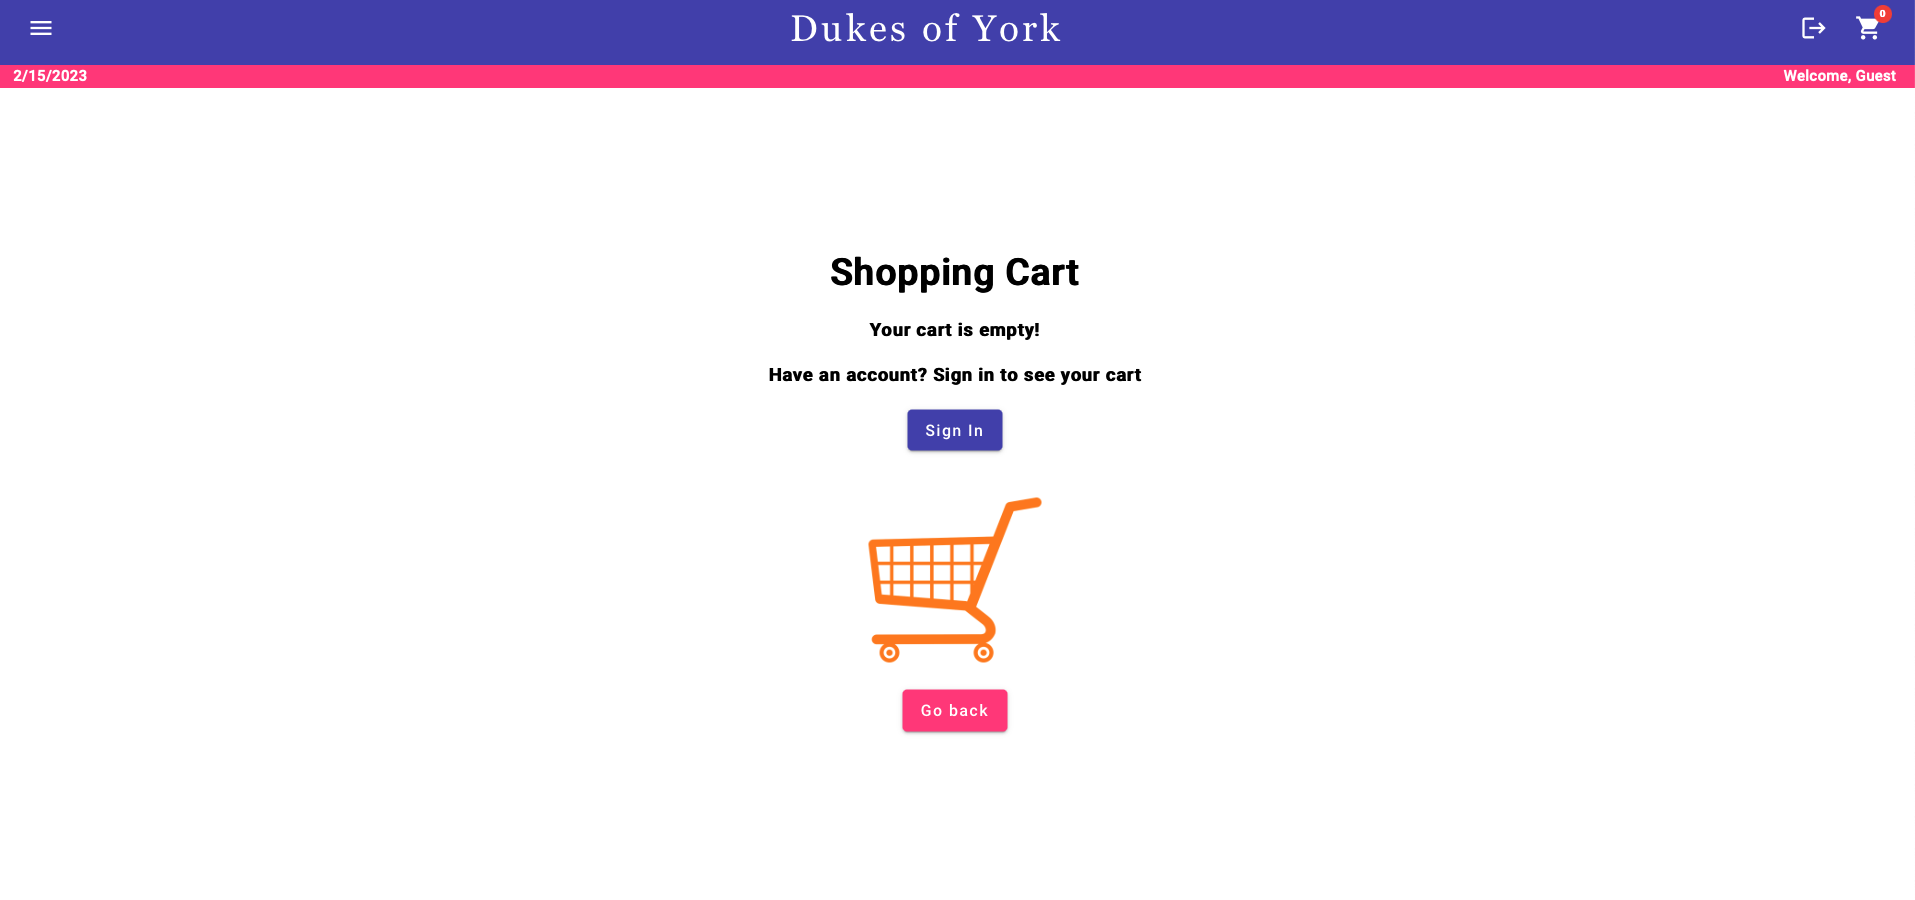 Dukes of York
0
2/15/2023
Welcome, Guest
Shopping Cart
Your cart is empty!
Have an account? Sign in to see your cart
Sign In
Go back